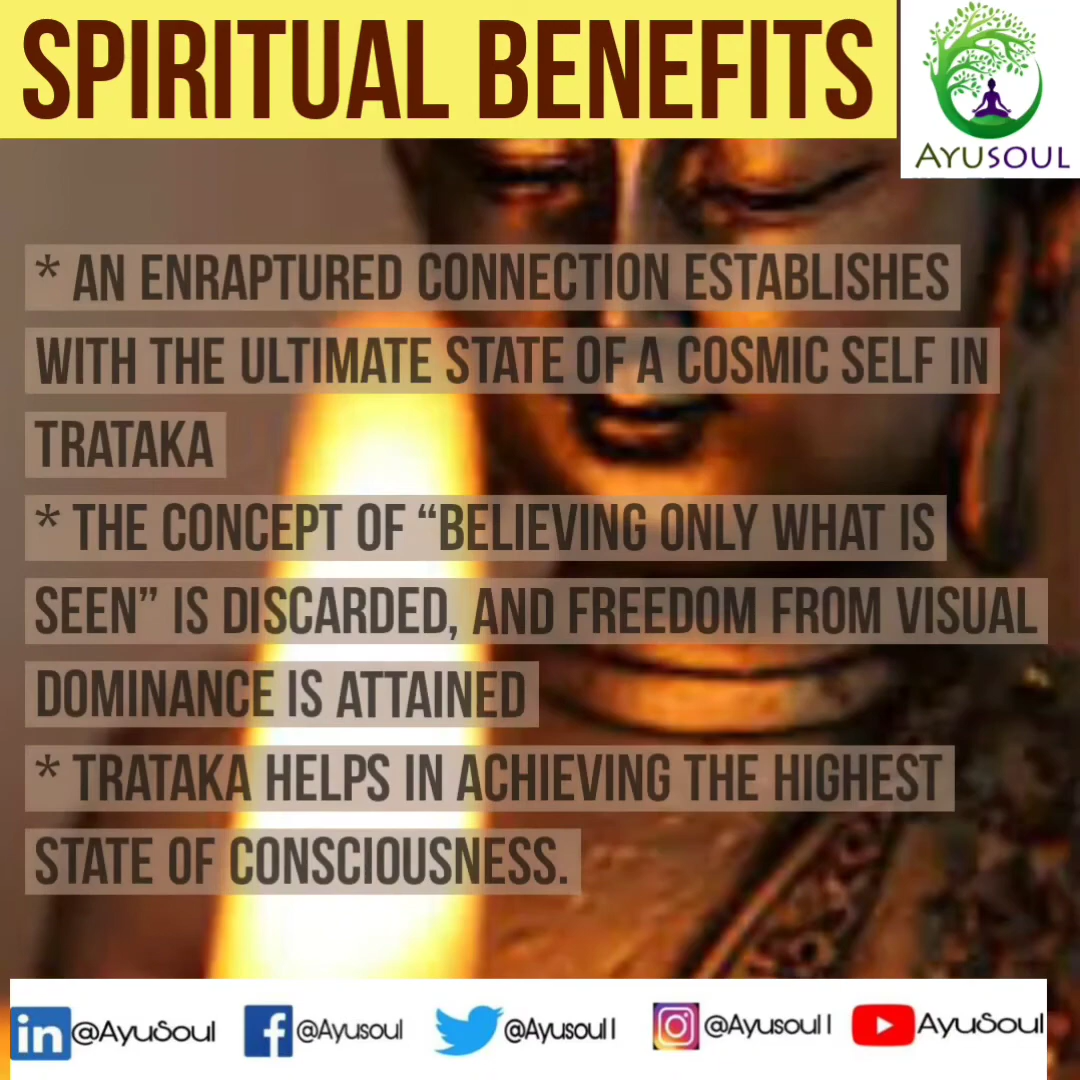 SPIRITUAL BENEFITS
AYUSOUL
* AN ENRAPTURED CONNECTION ESTABLISHES
WITH THE ULTIMATE STATE OF A COSMIC SELF IN
TRATAKA
* THE CONCEPT OF “BELIEVING ONLY WHAT IS
SEEN” IS DISCARDED, AND FREEDOM FROM VISUAL
DOMINANCE IS ATTAINED
* TRATAKA HELPS IN ACHIEVING THE HIGHEST
STATE OF CONSCIOUSNESS.
in @AyuSoul f @Ayusoul @Ayusoul1 @Ayusoul1 AyuSoul